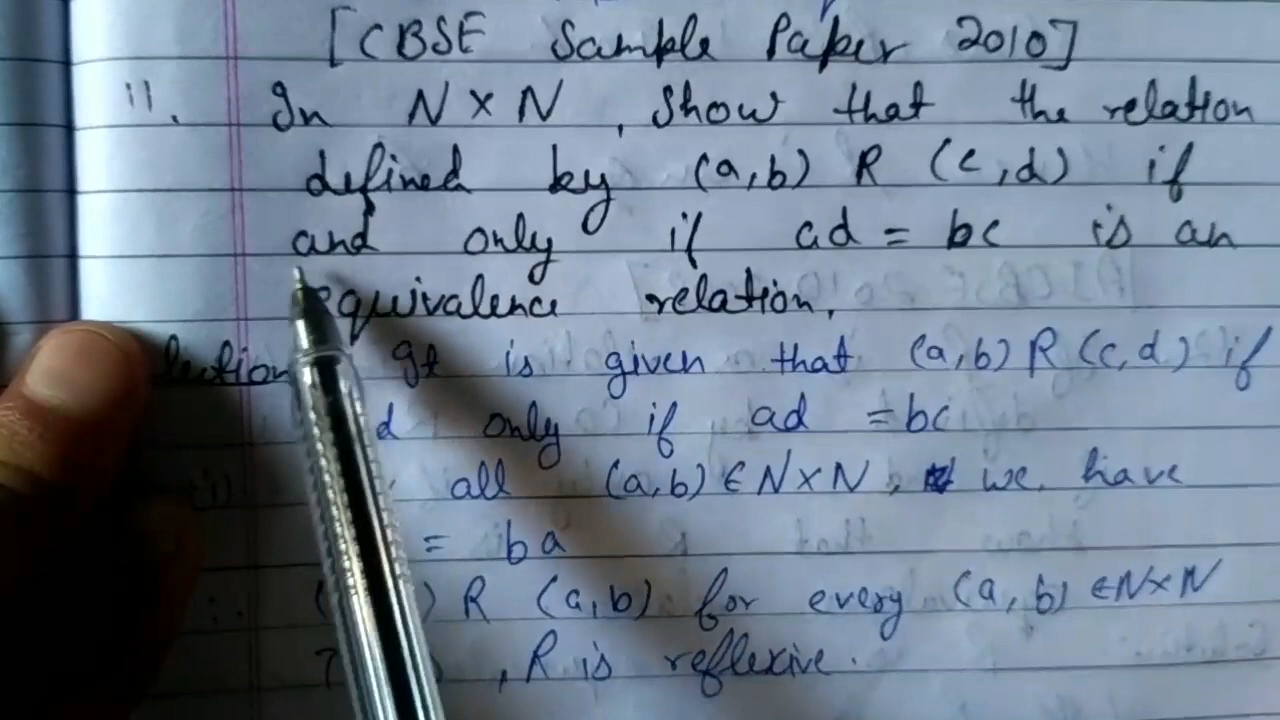 [CBSE Sample Paper 2010]
11. In N×N, Show that the relation
defined by (a,b) R (c,d) if
and only if ad = bc is an
equivalence relation.
It is given that (a,b) R (c,d) if
only if ad = bc
all (a,b) ∈ N×N, we have
= ba
∴ R (a,b) for every (a,b) ∈ N×N
, R is reflexive.